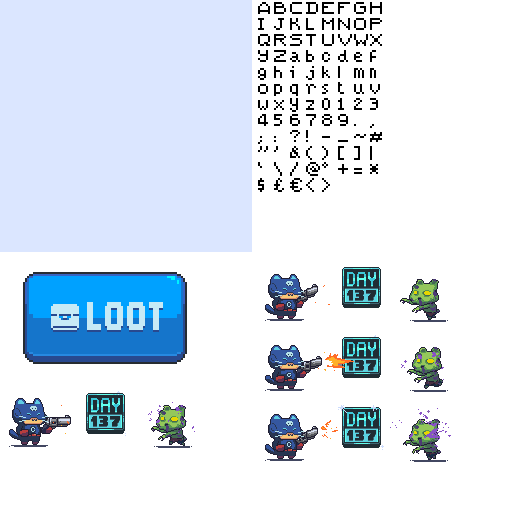 ABCDEFGH
IJKLMNOP
QRSTUVWX
YZabcdef
ghijklmn
opqrstuv
wxyz0123
456789.,
;:?!-_~#
"'&()[]|
`\/@°+=*
$£€<>
LOOT
DAY
137
DAY
137
DAY
137
DAY
137